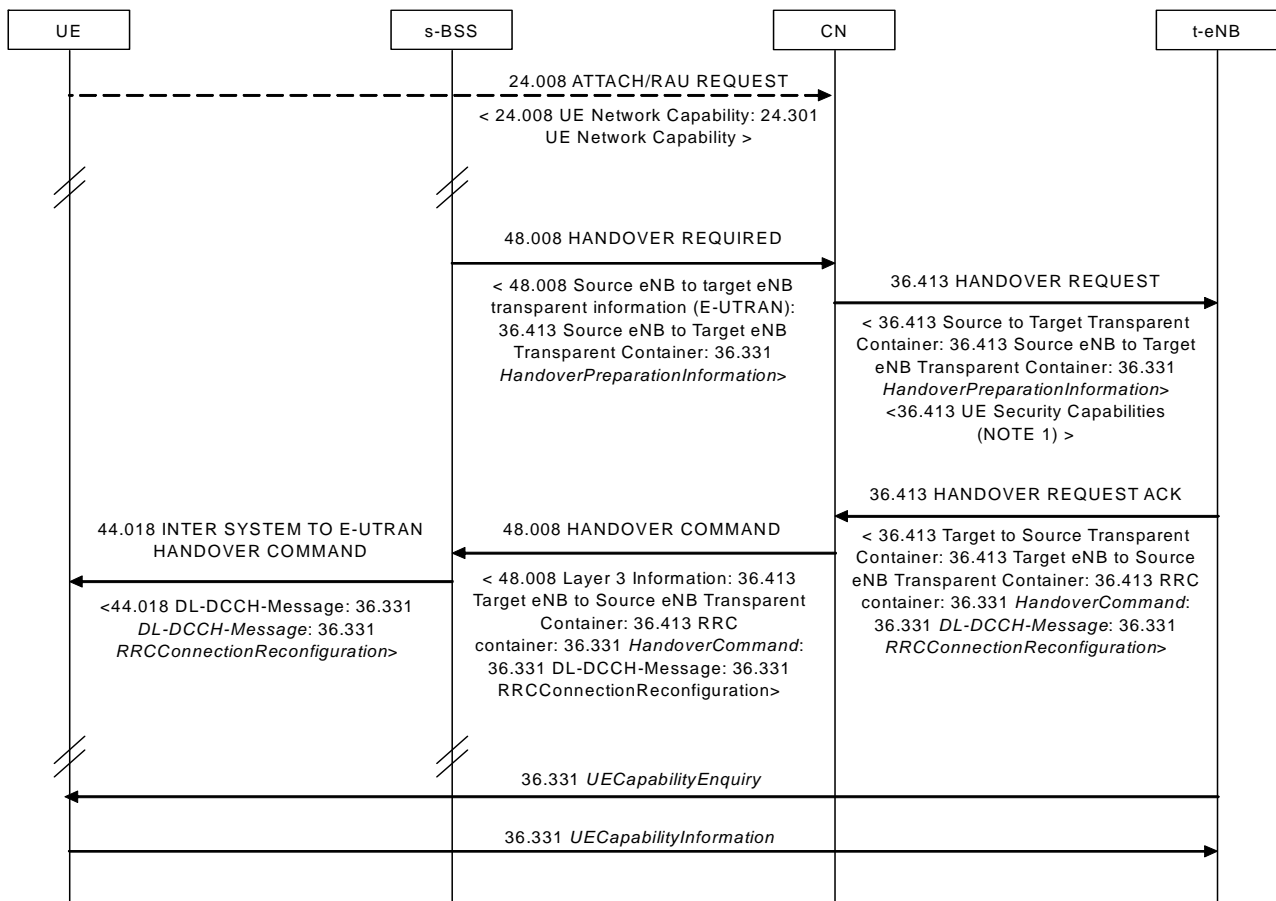 UE
s-BSS
CN
t-eNB
24.008 ATTACH/RAU REQUEST
< 24.008 UE Network Capability: 24.301
UE Network Capability >
48.008 HANDOVER REQUIRED
< 48.008 Source eNB to target eNB
transparent information (E-UTRAN):
36.413 Source eNB to Target eNB
Transparent Container: 36.331
HandoverPreparationInformation>
36.413 HANDOVER REQUEST
< 36.413 Source to Target Transparent
Container: 36.413 Source eNB to Target
eNB Transparent Container: 36.331
HandoverPreparationInformation>
<36.413 UE Security Capabilities
(NOTE 1) >
36.413 HANDOVER REQUEST ACK
< 36.413 Target to Source Transparent
Container: 36.413 Target eNB to Source
eNB Transparent Container: 36.413 RRC
container: 36.331 HandoverCommand:
36.331 DL-DCCH-Message: 36.331
RRCConnectionReconfiguration>
48.008 HANDOVER COMMAND
< 48.008 Layer 3 Information: 36.413
Target eNB to Source eNB Transparent
Container: 36.413 RRC
container: 36.331 HandoverCommand:
36.331 DL-DCCH-Message: 36.331
RRCConnectionReconfiguration>
44.018 INTER SYSTEM TO E-UTRAN
HANDOVER COMMAND
<44.018 DL-DCCH-Message: 36.331
DL-DCCH-Message: 36.331
RRCConnectionReconfiguration>
36.331 UECapabilityEnquiry
36.331 UECapabilityInformation